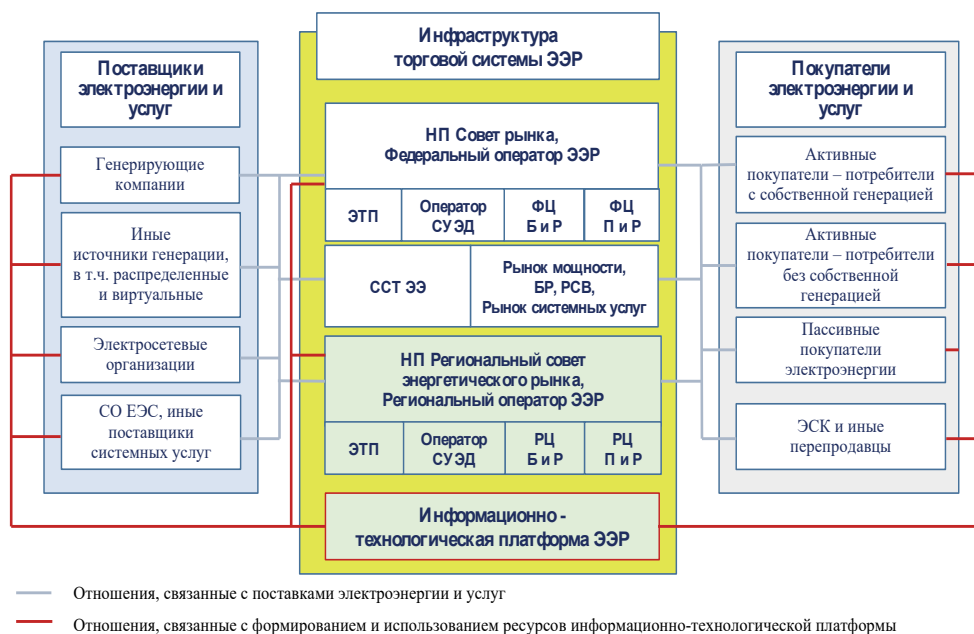 Инфраструктура
торговой системы ЭЭР
Поставщики
электроэнергии и
услуг
Генерирующие
компании
Иные
источники генерации,
в т.ч. распределенные
и виртуальные
Электросетевые
организации
СО ЕЭС, иные
поставщики
системных услуг
НП Совет рынка,
Федеральный оператор ЭЭР
ЭТП
Оператор
СУЭД
ФЦ
Б и Р
ФЦ
П и Р
ССТ ЭЭ
Рынок мощности,
БР, РСВ,
Рынок системных услуг
НП Региональный совет
энергетического рынка,
Региональный оператор ЭЭР
ЭТП
Оператор
СУЭД
РЦ
Б и Р
РЦ
П и Р
Информационно -
технологическая платформа ЭЭР
Покупатели
электроэнергии и
услуг
Активные
покупатели – потребители
с собственной генерацией
Активные
покупатели – потребители
без собственной
генерацией
Пассивные
покупатели
электроэнергии
ЭСК и иные
перепродавцы
Отношения, связанные с поставками электроэнергии и услуг
Отношения, связанные с формированием и использованием ресурсов информационно-технологической платформы